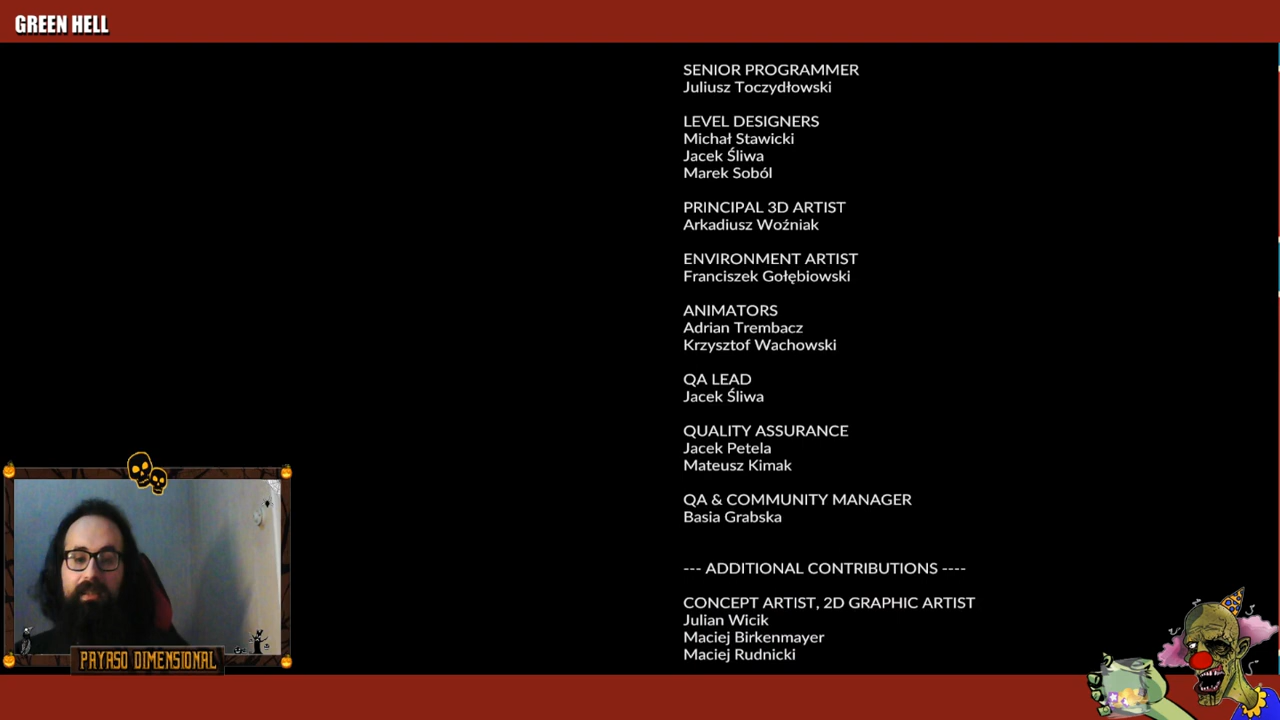 GREEN HELL
SENIOR PROGRAMMER
Juliusz Toczydłowski
LEVEL DESIGNERS
Michał Stawicki
Jacek Śliwa
Marek Soból
PRINCIPAL 3D ARTIST
Arkadiusz Woźniak
ENVIRONMENT ARTIST
Franciszek Gołębiowski
ANIMATORS
Adrian Trembacz
Krzysztof Wachowski
QA LEAD
Jacek Śliwa
QUALITY ASSURANCE
Jacek Petela
Mateusz Kimak
QA & COMMUNITY MANAGER
Basia Grabska
--- ADDITIONAL CONTRIBUTIONS ----
CONCEPT ARTIST, 2D GRAPHIC ARTIST
Julian Wicik
Maciej Birkenmayer
Maciej Rudnicki
PAYASO DIMENSIONAL